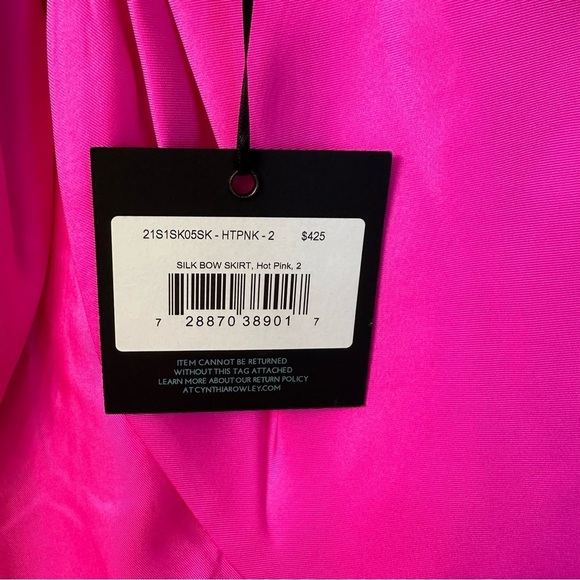 21S1SK05SK - HTPNK - 2 $425
SILK BOW SKIRT, Hot Pink, 2
7 28870 38901 7
ITEM CANNOT BE RETURNED
WITHOUT THIS TAG ATTACHED
LEARN MORE ABOUT OUR RETURN POLICY
AT CYNTHIAROWLEY.COM